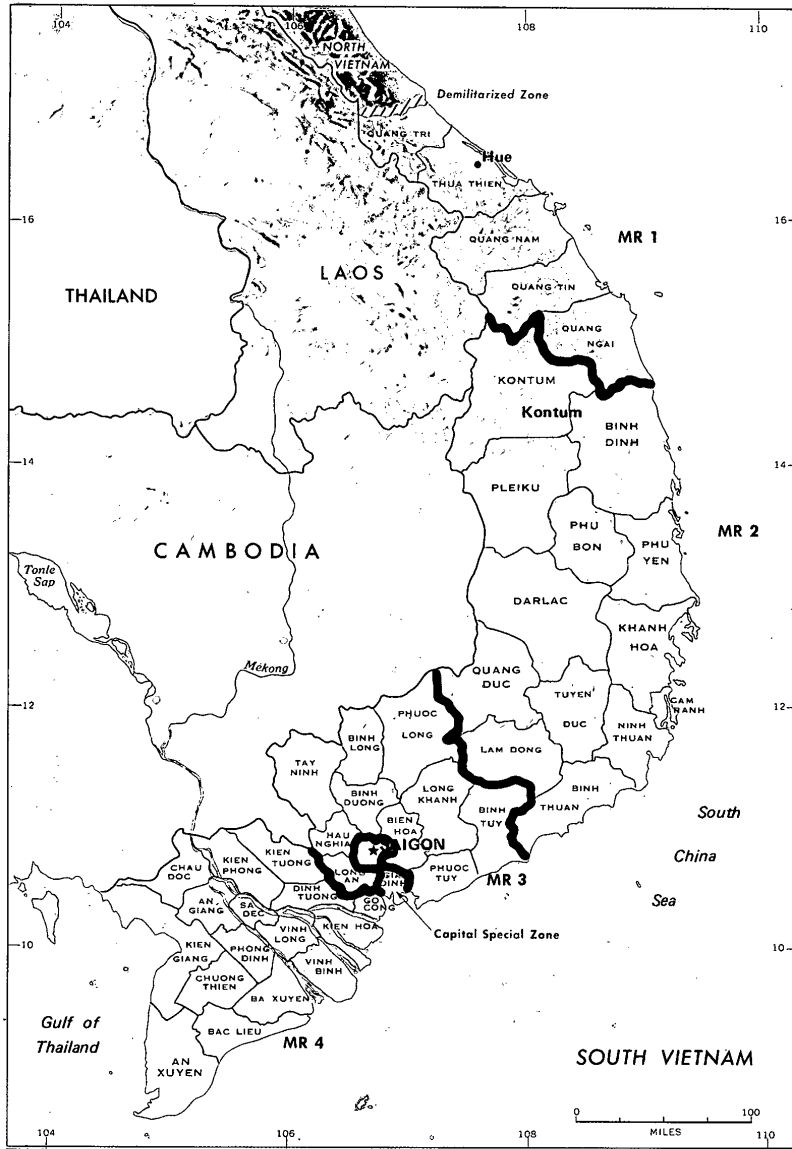 104
106
108
110
NORTH
VIETNAM
Demilitarized Zone
QUANG TRI
Hue
THUA THIEN
16
16
MR 1
QUANG NAM
LAOS
THAILAND
QUANG TIN
QUANG
NGAI
KONTUM
Kontum
BINH
DINH
14
14
PLEIKU
PHU
BON
MR 2
PHU
YEN
CAMBODIA
Tonle
Sap
DARLAC
KHANH
HOA
Mekong
QUANG
DUC
TUYEN
DUC
CAM
RANH
12
12
PHUOC
LONG
NINH
THUAN
BINH
LONG
LAM DONG
TAY
NINH
BINH
DUONG
LONG
KHANH
BINH
THUAN
BINH
TUY
BIEN
HOA
HAU
NGHIA
SAIGON
South
China
Sea
KIEN
TUONG
KIEN
PHONG
CHAU
DOC
LONG
AN
GIA
DINH
PHUOC
TUY
MR 3
DINH
TUONG
GO
CONG
AN
GIANG
SA
DEC
VINH
LONG
KIEN HOA
Capital Special Zone
10
10
KIEN
GIANG
PHONG
DINH
VINH
BINH
CHUONG
THIEN
BA XUYEN
Gulf of
Thailand
BAC LIEU
MR 4
AN
XUYEN
SOUTH VIETNAM
0
100
MILES
104
106
108
110